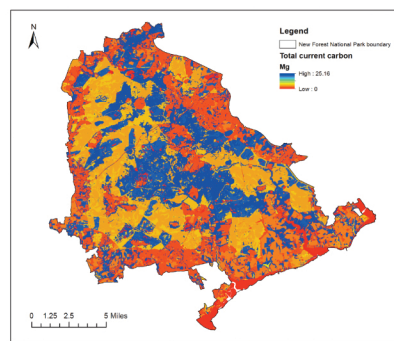 N
Legend
New Forest National Park boundary
Total current carbon
Mg
High : 25.16
Low : 0
0 1.25 2.5 5 Miles